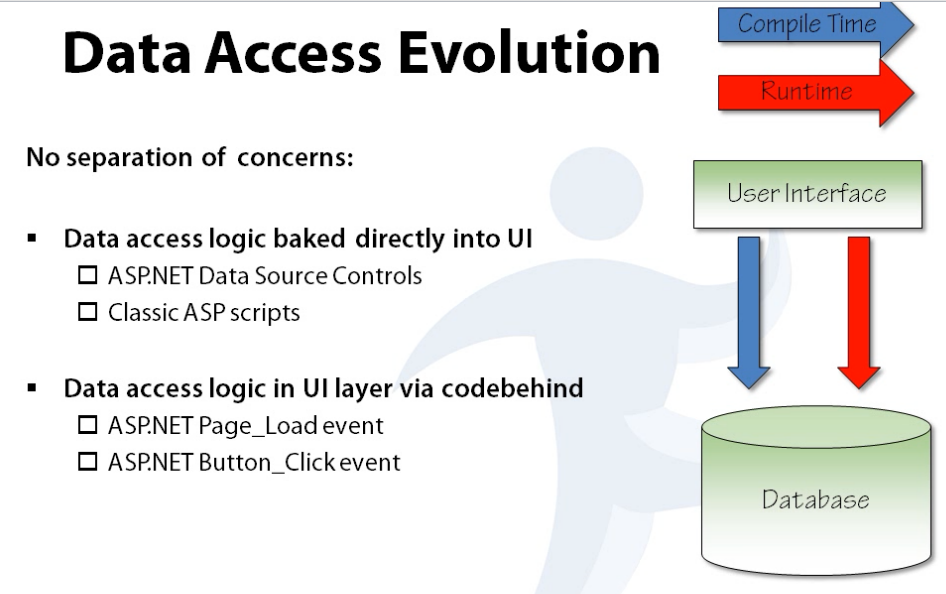 Data Access Evolution
Compile Time
Runtime
No separation of concerns:
▪ Data access logic baked directly into UI
☐ ASP.NET Data Source Controls
☐ Classic ASP scripts
▪ Data access logic in UI layer via codebehind
☐ ASP.NET Page_Load event
☐ ASP.NET Button_Click event
User Interface
Database